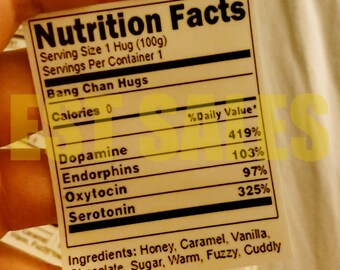 Nutrition Facts
Serving Size 1 Hug (100g)
Servings Per Container 1
Bang Chan Hugs
Calories 0
%Daily Value*
Dopamine 419%
Endorphins 103%
Oxytocin 97%
Serotonin 325%
Ingredients: Honey, Caramel, Vanilla,
Chocolate, Sugar, Warm, Fuzzy, Cuddly
EST SALES